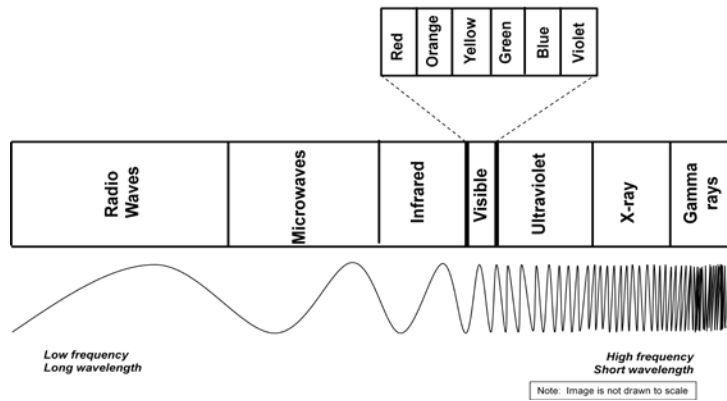 Red
Orange
Yellow
Green
Blue
Violet
Radio
Waves
Microwaves
Infrared
Visible
Ultraviolet
X-ray
Gamma
rays
Low frequency
Long wavelength
High frequency
Short wavelength
Note: Image is not drawn to scale